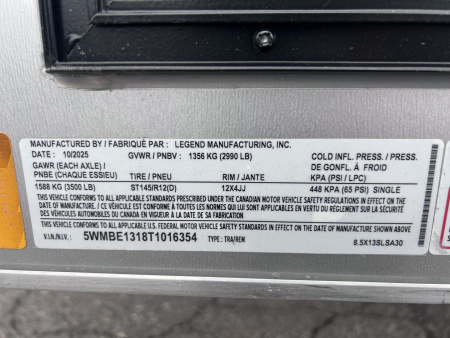 MANUFACTURED BY / FABRIQUÉ PAR : LEGEND MANUFACTURING, INC.
DATE : 10/2025 GVWR / PNBV : 1356 KG (2990 LB) COLD INFL. PRESS. / PRESS.
GAWR (EACH AXLE) / DE GONFL. À FROID
PNBE (CHAQUE ESSIEU) TIRE / PNEU RIM / JANTE KPA (PSI / LPC)
1588 KG (3500 LB) ST145/R12(D) 12X4JJ 448 KPA (65 PSI) SINGLE
THIS VEHICLE CONFORMS TO ALL STANDARDS PRESCRIBED UNDER THE CANADIAN MOTOR VEHICLE SAFETY REGULATIONS IN EFFECT ON THE
DATE OF MANUFACTURE. / CE VÉHICULE EST CONFORME À TOUTES LES NORMES QUI LUI SONT APPLICABLES EN VERTU DU RÈGLEMENT SUR LA
SÉCURITÉ DES VÉHICULES AUTOMOBILES DU CANADA EN VIGUEUR À LA DATE DE SA FABRICATION.
THIS VEHICLE CONFORMS TO ALL APPLICABLE U.S. FEDERAL MOTOR VEHICLE SAFETY STANDARDS IN EFFECT ON THE DATE OF MANUFACTURE SHOWN
ABOVE.
V.I.N./N.I.V. : 5WMBE1318T1016354 TYPE: TRA/REM
8.5X13SLSA30